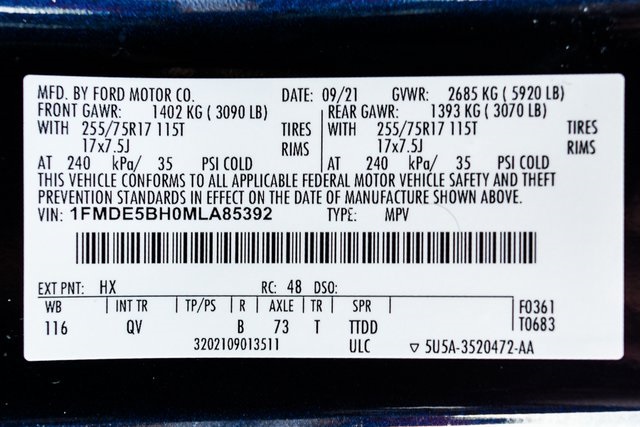 MFD. BY FORD MOTOR CO. DATE: 09/21 GVWR: 2685 KG ( 5920 LB)
FRONT GAWR: 1402 KG ( 3090 LB) REAR GAWR: 1393 KG ( 3070 LB)
WITH 255/75R17 115T TIRES WITH 255/75R17 115T TIRES
17x7.5J RIMS 17x7.5J RIMS
AT 240 kPa/ 35 PSI COLD AT 240 kPa/ 35 PSI COLD
THIS VEHICLE CONFORMS TO ALL APPLICABLE FEDERAL MOTOR VEHICLE SAFETY AND THEFT
PREVENTION STANDARDS IN EFFECT ON THE DATE OF MANUFACTURE SHOWN ABOVE.
VIN: 1FMDE5BH0MLA85392 TYPE: MPV
EXT PNT: HX RC: 48 DSO:
WB INT TR TP/PS R AXLE TR SPR F0361
116 QV B 73 T TTDD T0683
3202109013511 ULC ▽ 5U5A-3520472-AA